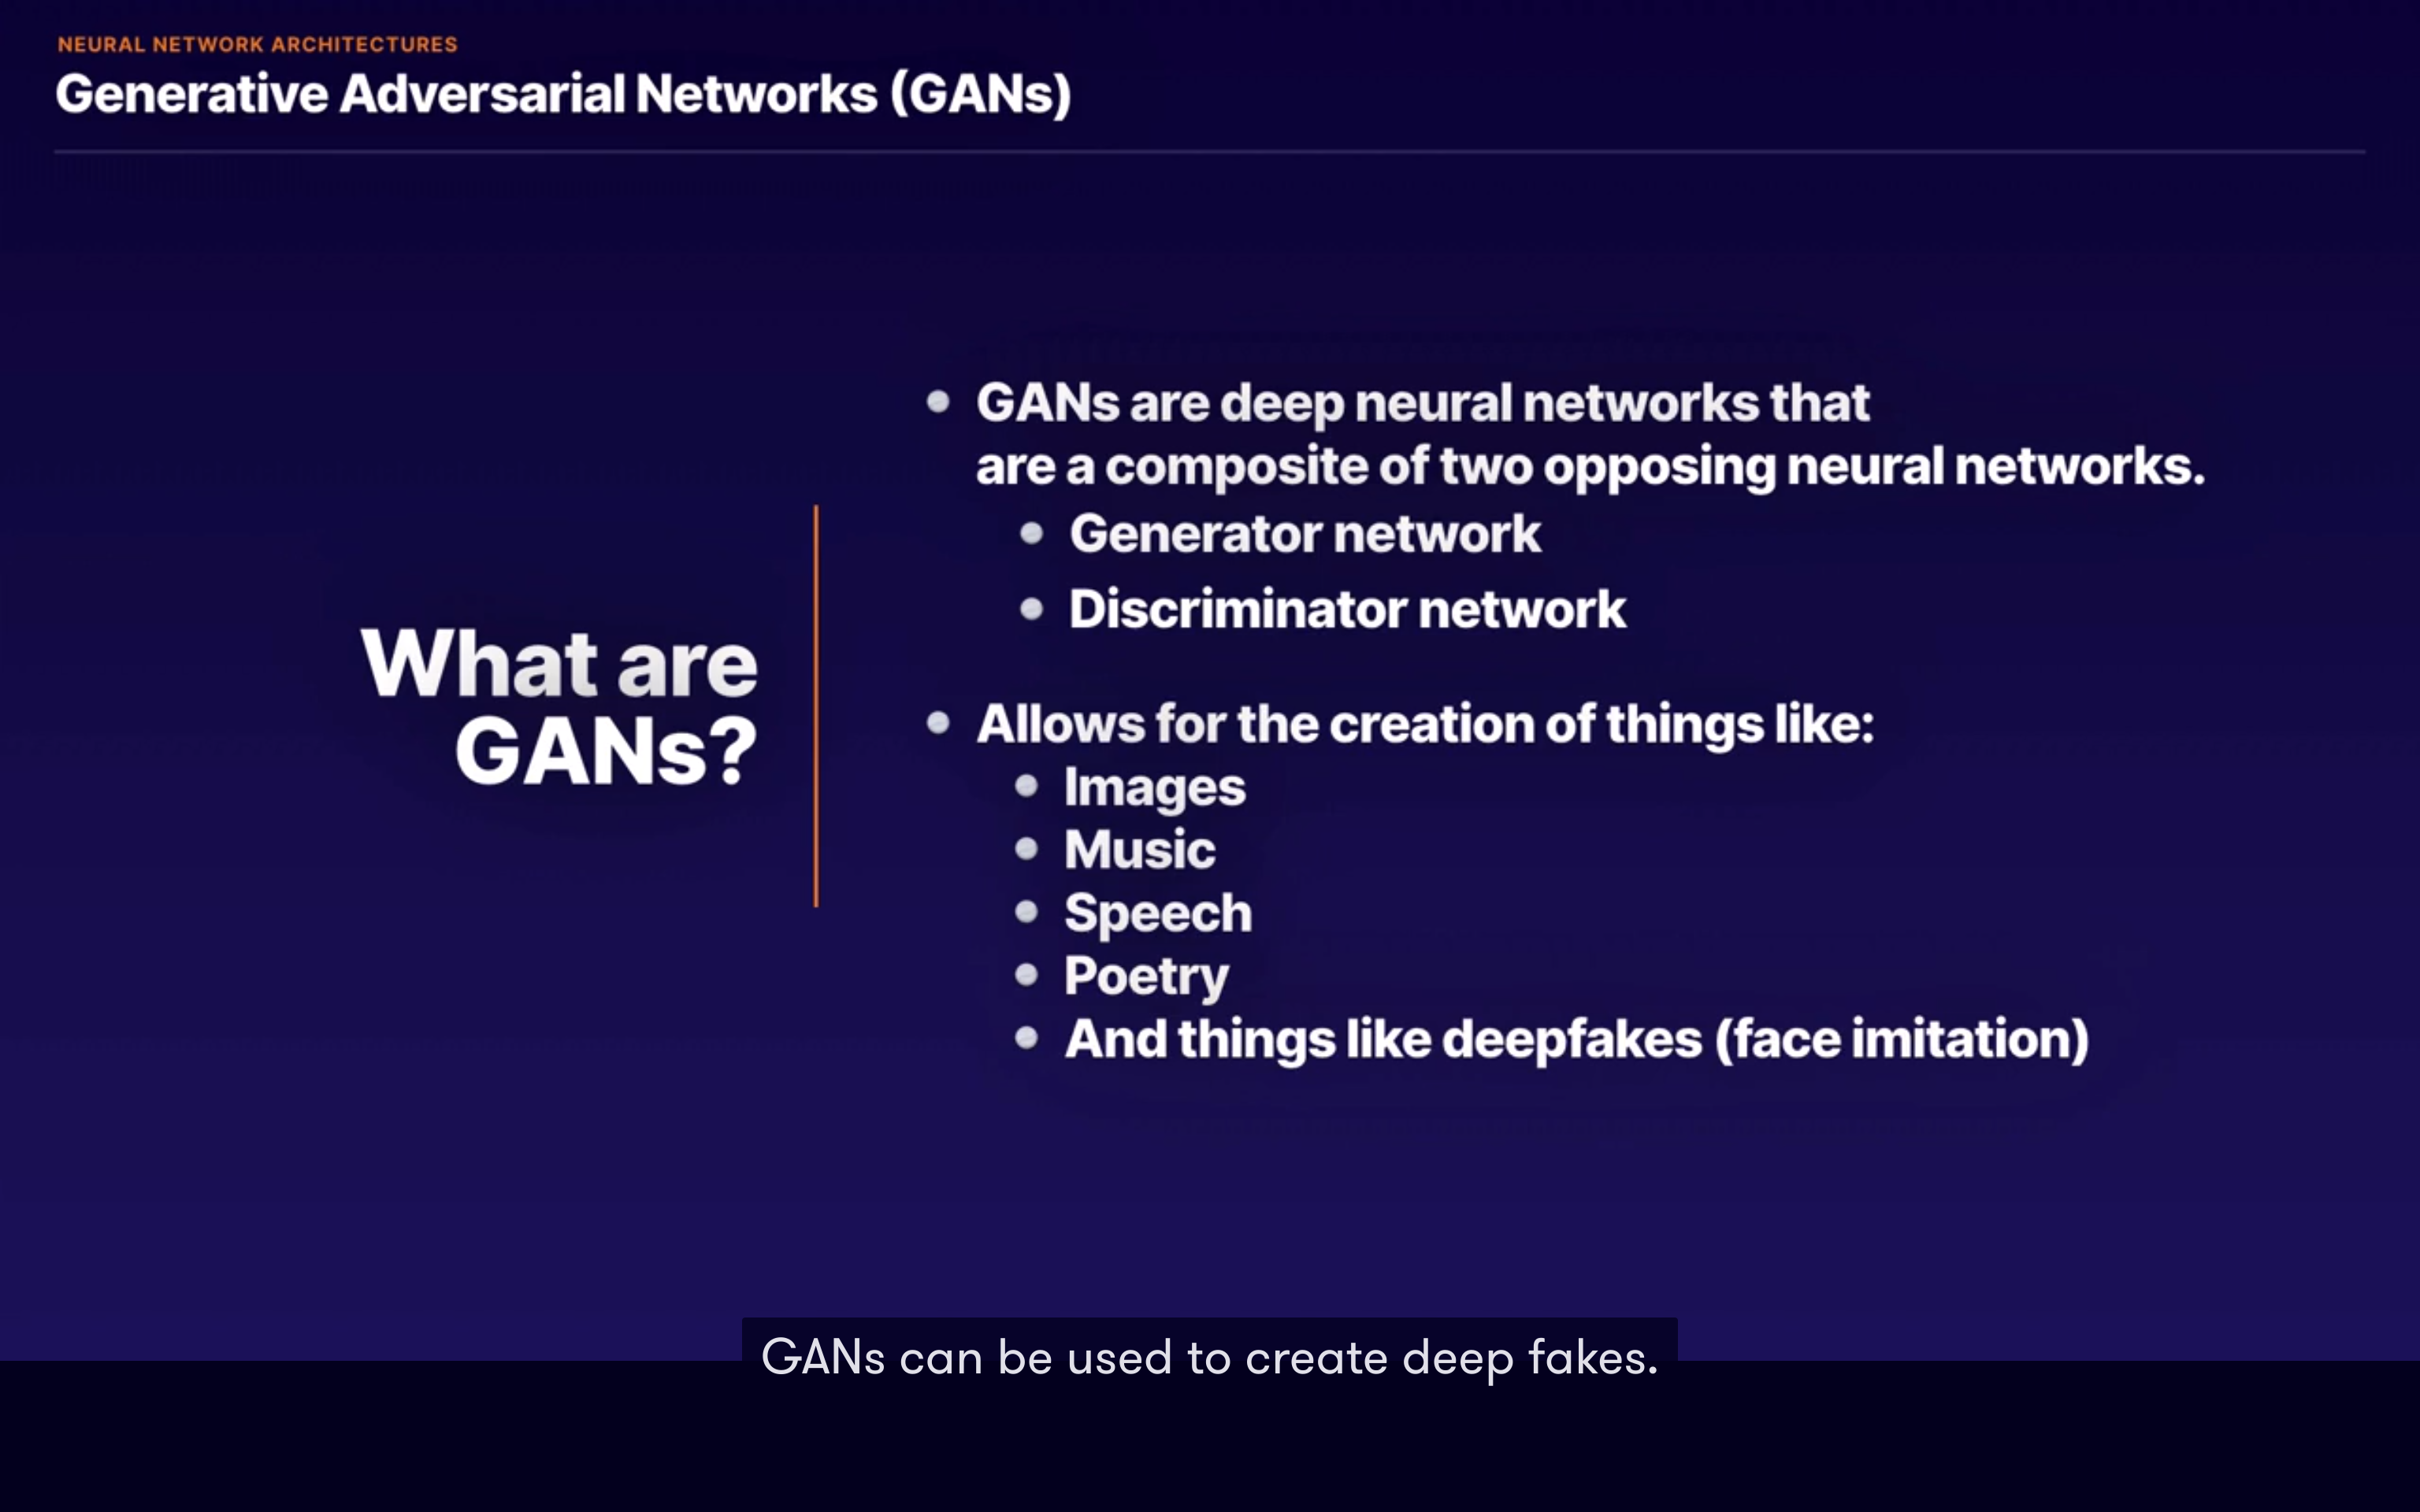 NEURAL NETWORK ARCHITECTURES
Generative Adversarial Networks (GANs)
What are
GANs?
GANs are deep neural networks that
are a composite of two opposing neural networks.
Generator network
Discriminator network
Allows for the creation of things like:
Images
Music
Speech
Poetry
And things like deepfakes (face imitation)
GANs can be used to create deep fakes.